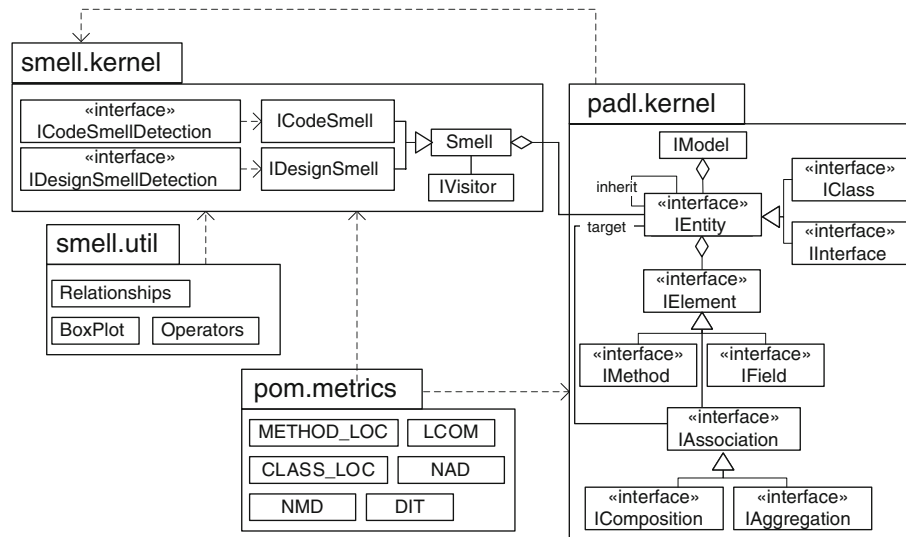 smell.kernel
«interface»
ICodeSmellDetection
ICodeSmell
«interface»
IDesignSmellDetection
IDesignSmell
Smell
IVisitor
padl.kernel
IModel
inherit
«interface»
IEntity
target
«interface»
IClass
«interface»
IInterface
«interface»
IElement
«interface»
IMethod
«interface»
IField
«interface»
IAssociation
«interface»
IComposition
«interface»
IAggregation
smell.util
Relationships
BoxPlot
Operators
pom.metrics
METHOD_LOC
LCOM
CLASS_LOC
NAD
NMD
DIT